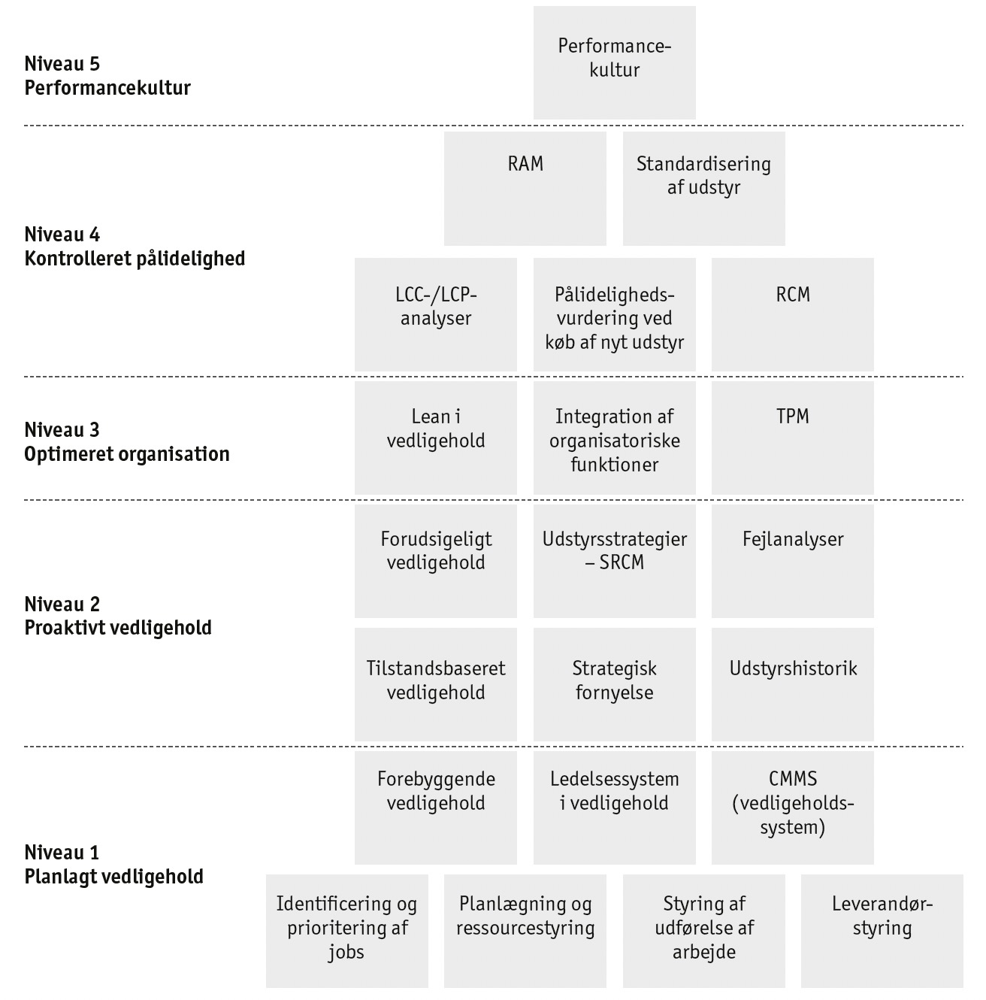 Niveau 5
Performancekultur
Performance-
kultur
Niveau 4
Kontrolleret pålidelighed
RAM
Standardisering
af udstyr
LCC-/LCP-
analyser
Pålideligheds-
vurdering ved
køb af nyt udstyr
RCM
Niveau 3
Optimeret organisation
Lean i
vedligehold
Integration af
organisatoriske
funktioner
TPM
Niveau 2
Proaktivt vedligehold
Forudsigeligt
vedligehold
Udstyrsstrategier
– SRCM
Fejlanalyser
Tilstandsbaseret
vedligehold
Strategisk
fornyelse
Udstyrshistorik
Niveau 1
Planlagt vedligehold
Forebyggende
vedligehold
Ledelsessystem
i vedligehold
CMMS
(vedligeholds-
system)
Identificering og
prioritering af
jobs
Planlægning og
ressourcestyring
Styring af
udførelse af
arbejde
Leverandør-
styring